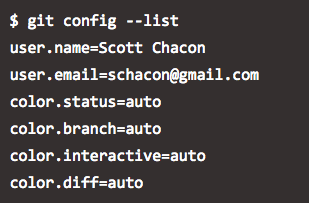 $ git config --list
user.name=Scott Chacon
user.email=schacon@gmail.com
color.status=auto
color.branch=auto
color.interactive=auto
color.diff=auto